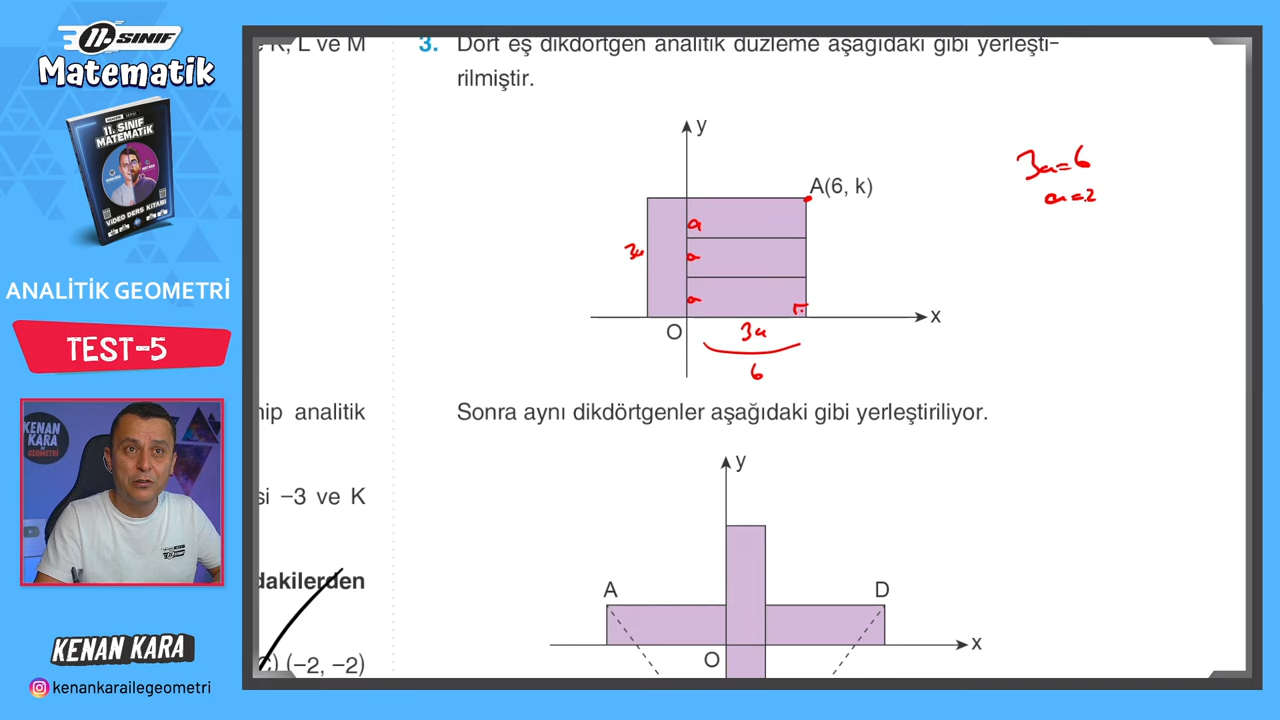 11.SINIF
Matematik
11. SINIF
MATEMATİK
VİDEO DERS KİTABI
ANALİTİK GEOMETRİ
TEST-5
KENAN
KARA
GEOMETRİ
KENAN KARA
kenankarailegeometri
K, L ve M
nip analitik
si −3 ve K
dakilerden
C) (−2, −2)
3. Dört eş dikdörtgen analitik düzleme aşağıdaki gibi yerleşti-
rilmiştir.
y
A(6, k)
3a
a
a
a
x
O
3a
6
3a=6
a=2
Sonra aynı dikdörtgenler aşağıdaki gibi yerleştiriliyor.
y
A
D
x
O